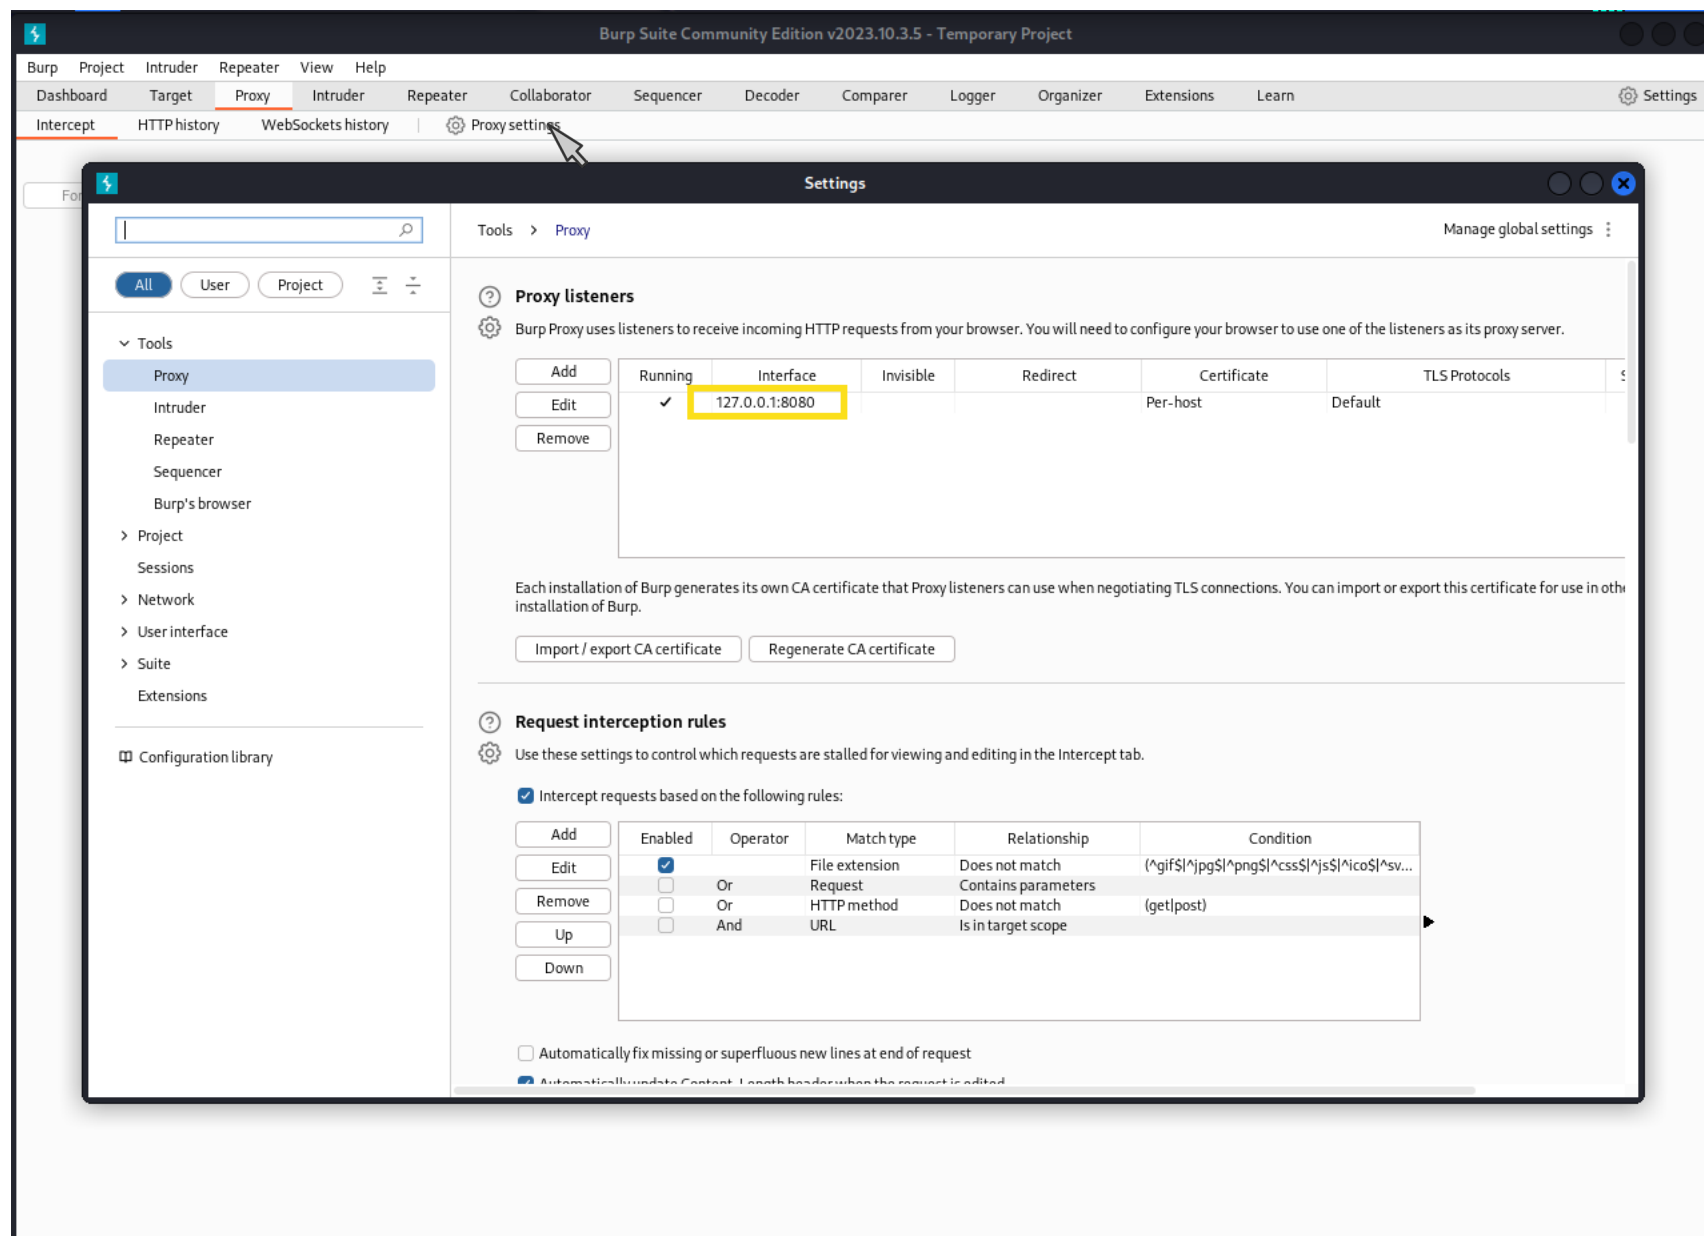 Burp Suite Community Edition v2023.10.3.5 - Temporary Project
Burp Project Intruder Repeater View Help
Dashboard Target Proxy Intruder Repeater Collaborator Sequencer Decoder Comparer Logger Organizer Extensions Learn Settings
Intercept HTTP history WebSockets history Proxy settings
Settings
Tools > Proxy
Manage global settings
All User Project
Tools
Proxy
Intruder
Repeater
Sequencer
Burp's browser
Project
Sessions
Network
User interface
Suite
Extensions
Configuration library
Proxy listeners
Burp Proxy uses listeners to receive incoming HTTP requests from your browser. You will need to configure your browser to use one of the listeners as its proxy server.
Add
Edit
Remove
Running Interface Invisible Redirect Certificate TLS Protocols
127.0.0.1:8080 Per-host Default
Each installation of Burp generates its own CA certificate that Proxy listeners can use when negotiating TLS connections. You can import or export this certificate for use in
installation of Burp.
Import / export CA certificate Regenerate CA certificate
Request interception rules
Use these settings to control which requests are stalled for viewing and editing in the Intercept tab.
Intercept requests based on the following rules:
Add
Edit
Remove
Up
Down
Enabled Operator Match type Relationship Condition
File extension Does not match (^gif$|^jpg$|^png$|^css$|^js$|^ico$|^sv...
Or Request Contains parameters
Or HTTP method Does not match (get|post)
And URL Is in target scope
Automatically fix missing or superfluous new lines at end of request
Automatically update Content-Length header when the request is edited